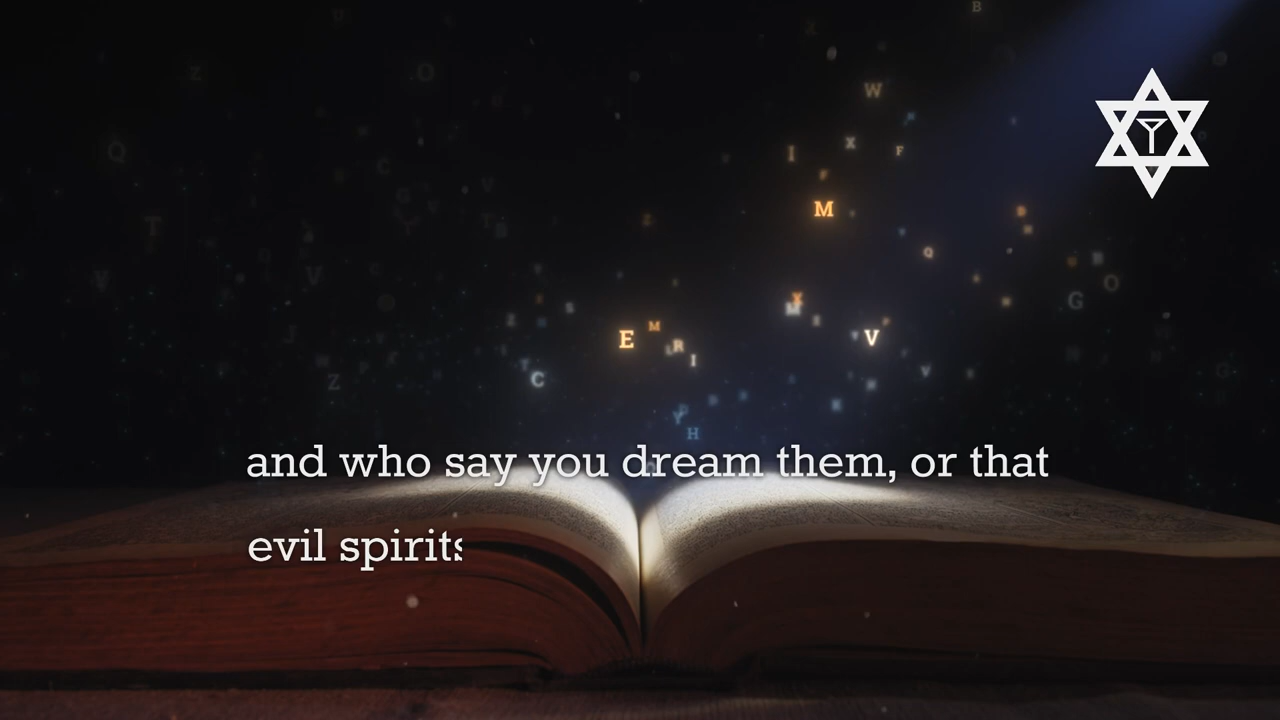 and who say you dream them, or that
evil spirits